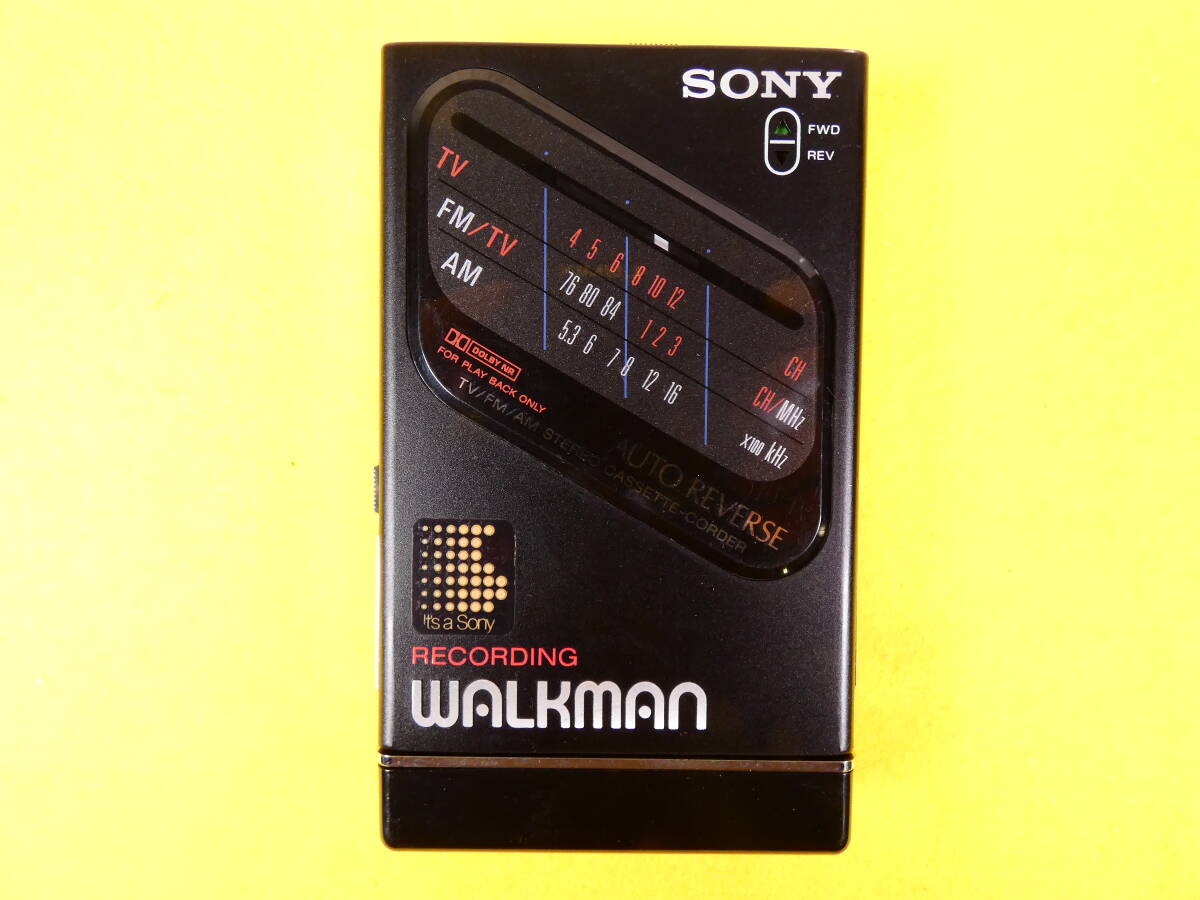 SONY
FWD
REV
TV
4 5 6 8 10 12
CH
FM/TV
76 80 84 1 2 3
CH/MHz
AM
5.3 6 7 8 12 16
X100 kHz
DOLBY NR
FOR PLAY BACK ONLY
TV/FM/AM STEREO CASSETTE-CORDER
AUTO REVERSE
It's a Sony
RECORDING
WALKMAN